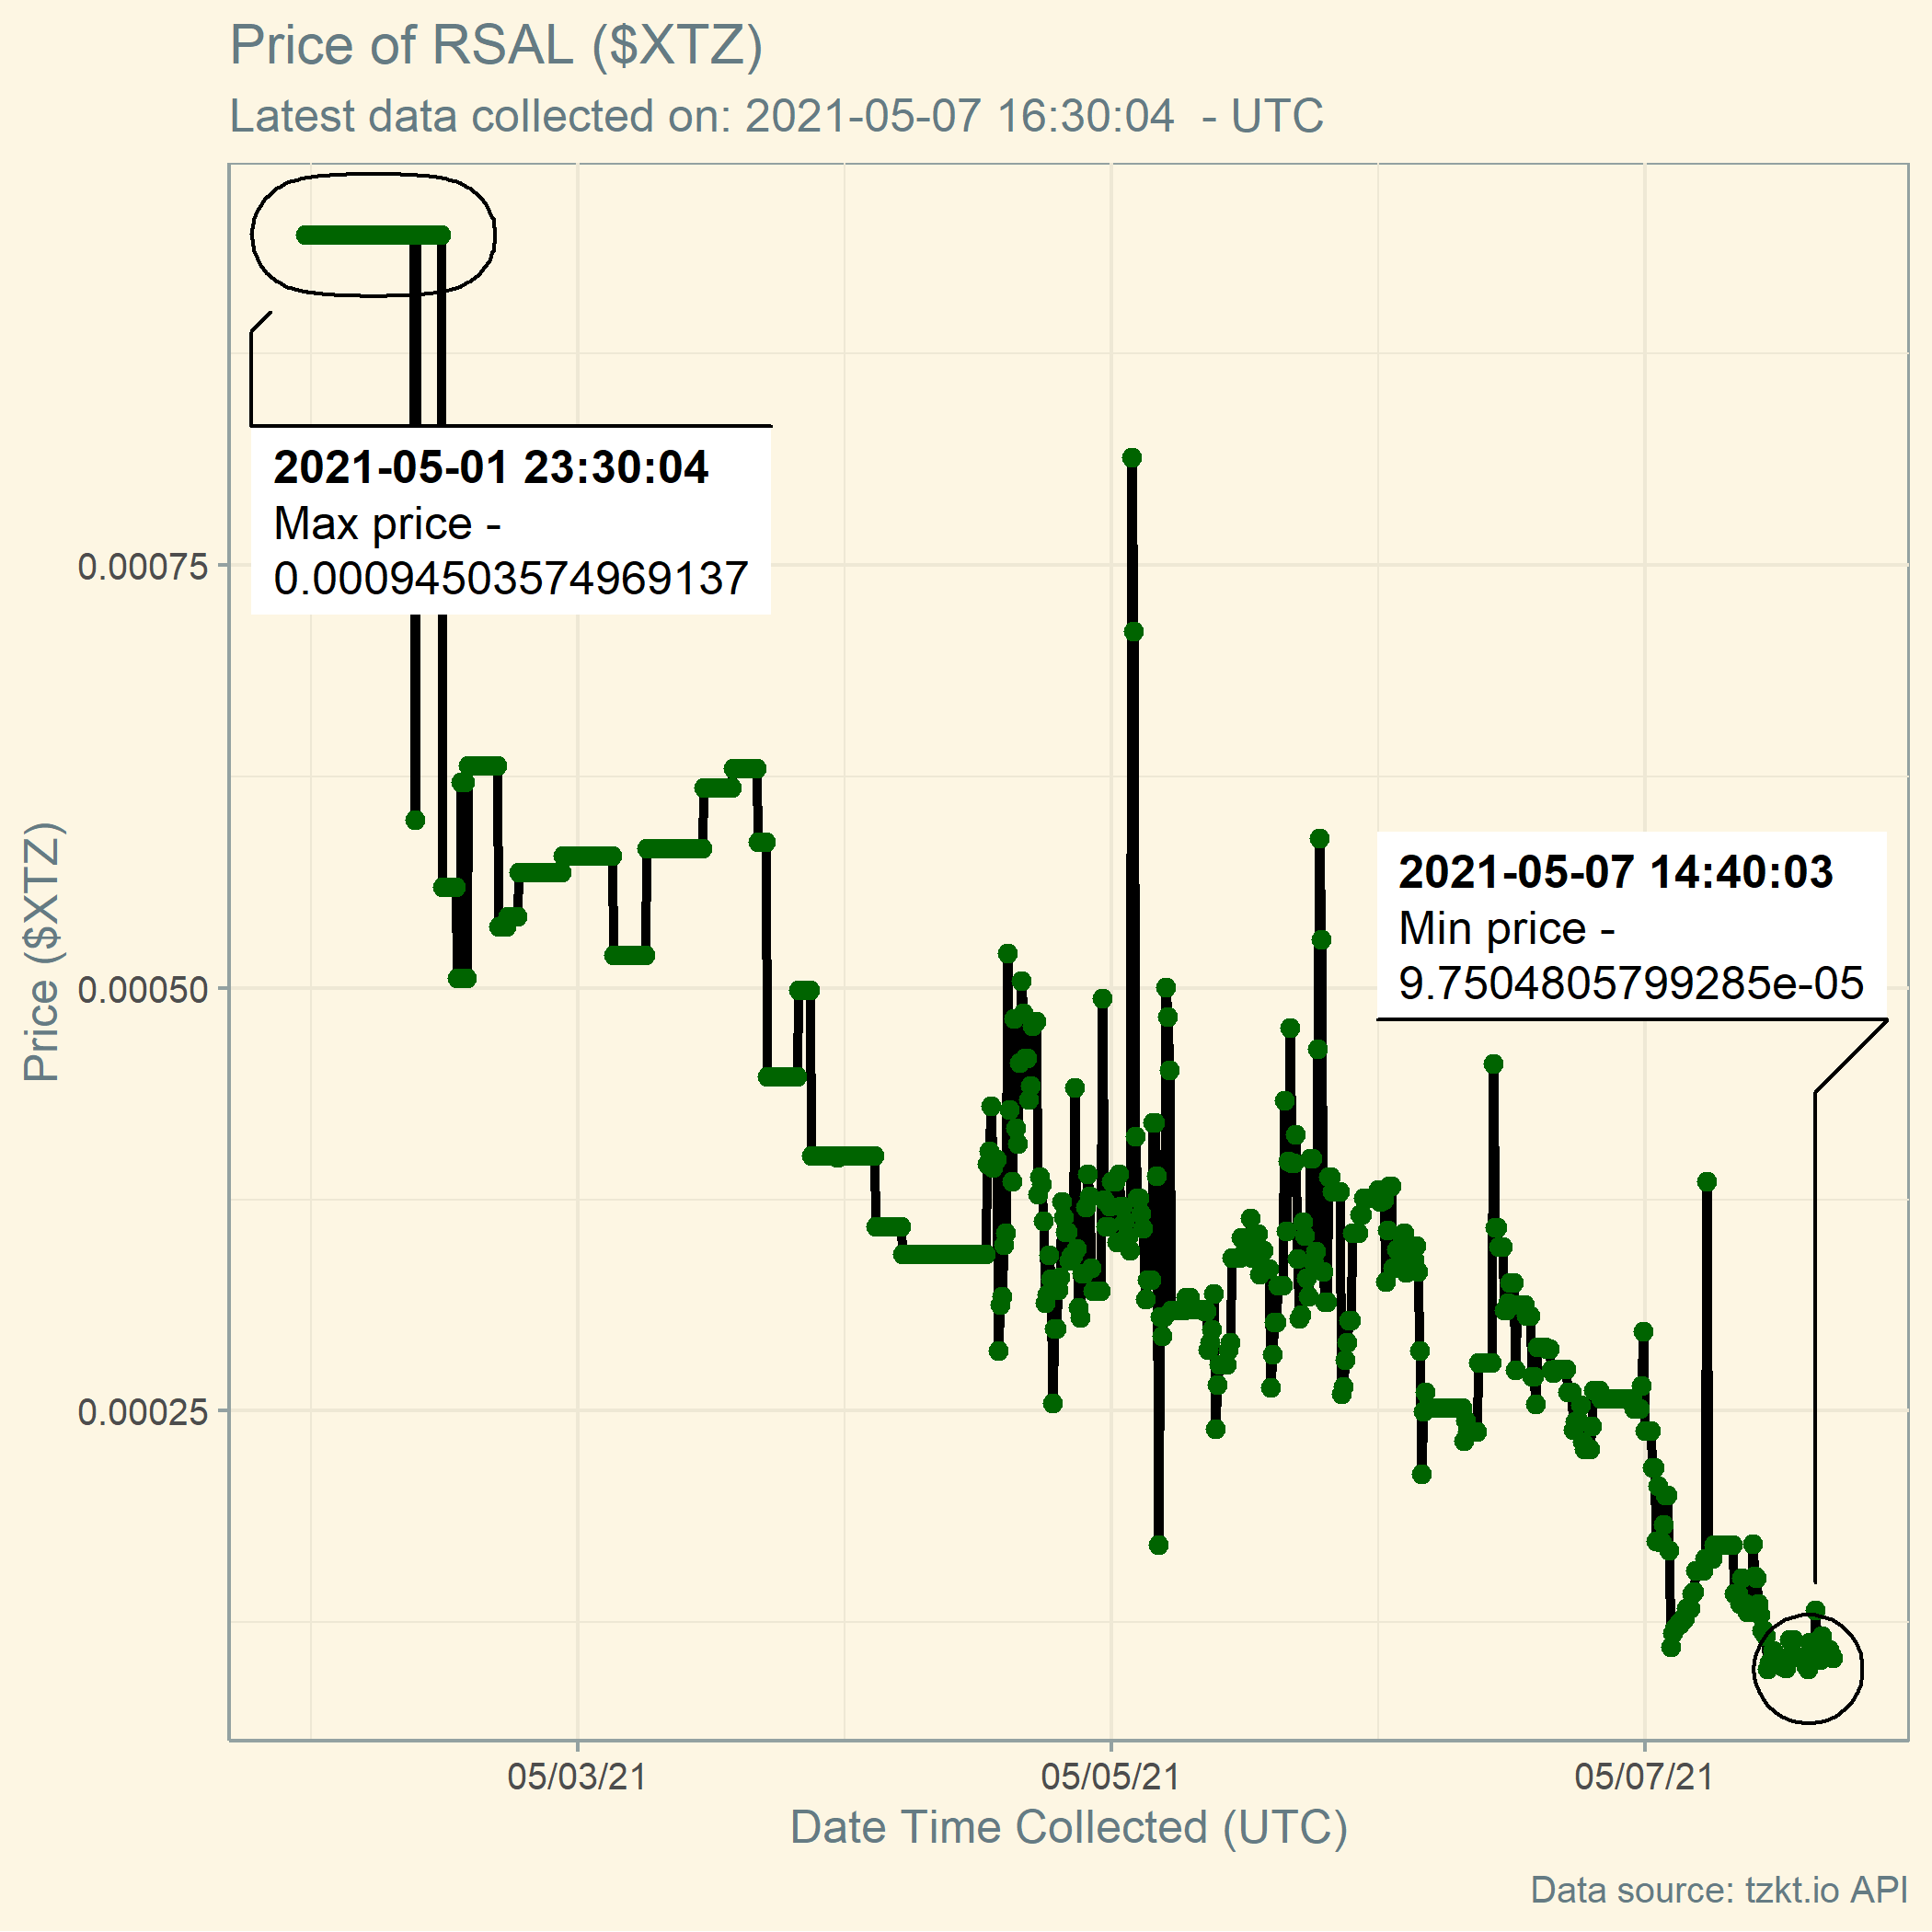 Price of RSAL ($XTZ)
Latest data collected on: 2021-05-07 16:30:04  - UTC
2021-05-01 23:30:04
Max price -
0.00094503574969137
0.00075
2021-05-07 14:40:03
Min price -
9.7504805799285e-05
0.00050
0.00025
Price ($XTZ)
05/03/21
05/05/21
05/07/21
Date Time Collected (UTC)
Data source: tzkt.io API